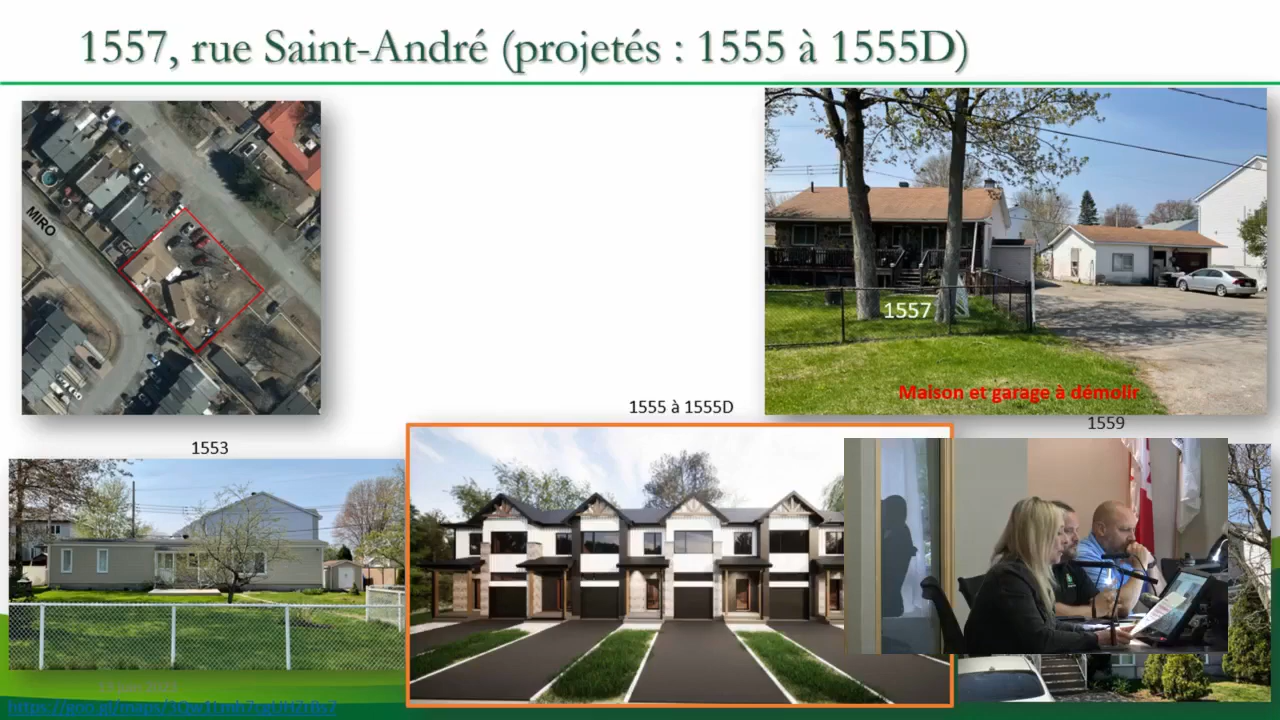 1557, rue Saint-André (projetés : 1555 à 1555D)
MIRO
1557
Maison et garage à démolir
1555 à 1555D
1559
1553